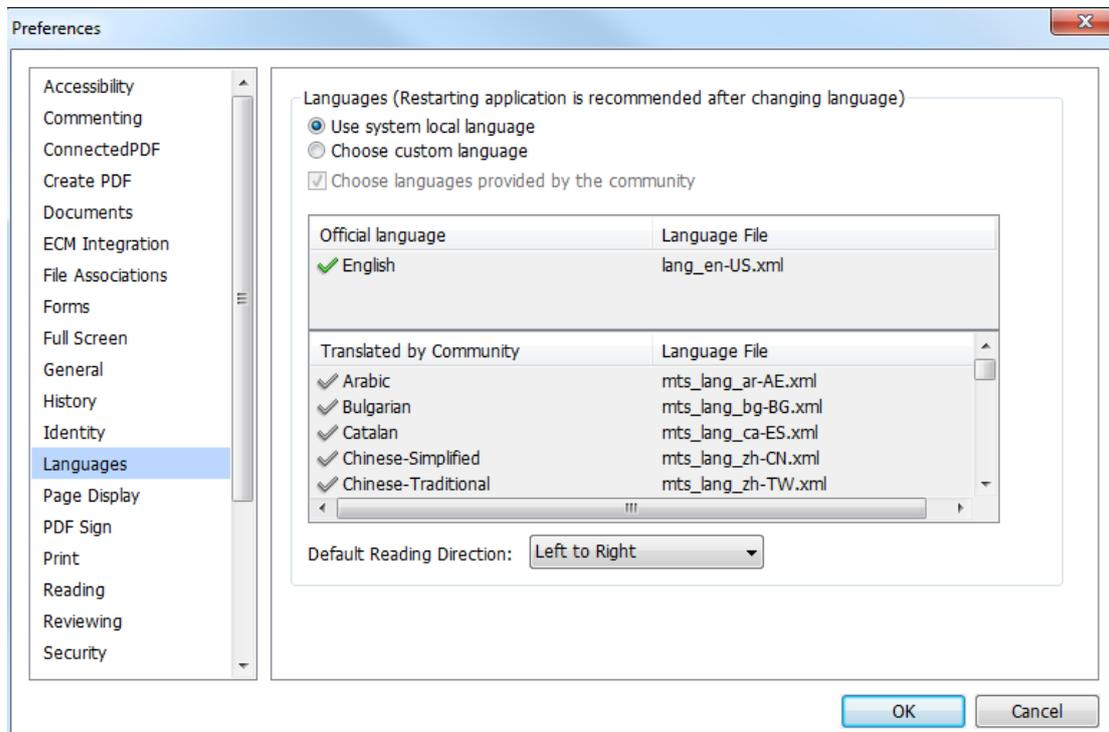 Preferences
Accessibility
Commenting
ConnectedPDF
Create PDF
Documents
ECM Integration
File Associations
Forms
Full Screen
General
History
Identity
Languages
Page Display
PDF Sign
Print
Reading
Reviewing
Security
Languages (Restarting application is recommended after changing language)
Use system local language
Choose custom language
Choose languages provided by the community
Official language Language File
English lang_en-US.xml
Translated by Community Language File
Arabic mts_lang_ar-AE.xml
Bulgarian mts_lang_bg-BG.xml
Catalan mts_lang_ca-ES.xml
Chinese-Simplified mts_lang_zh-CN.xml
Chinese-Traditional mts_lang_zh-TW.xml
Default Reading Direction: Left to Right
OK Cancel